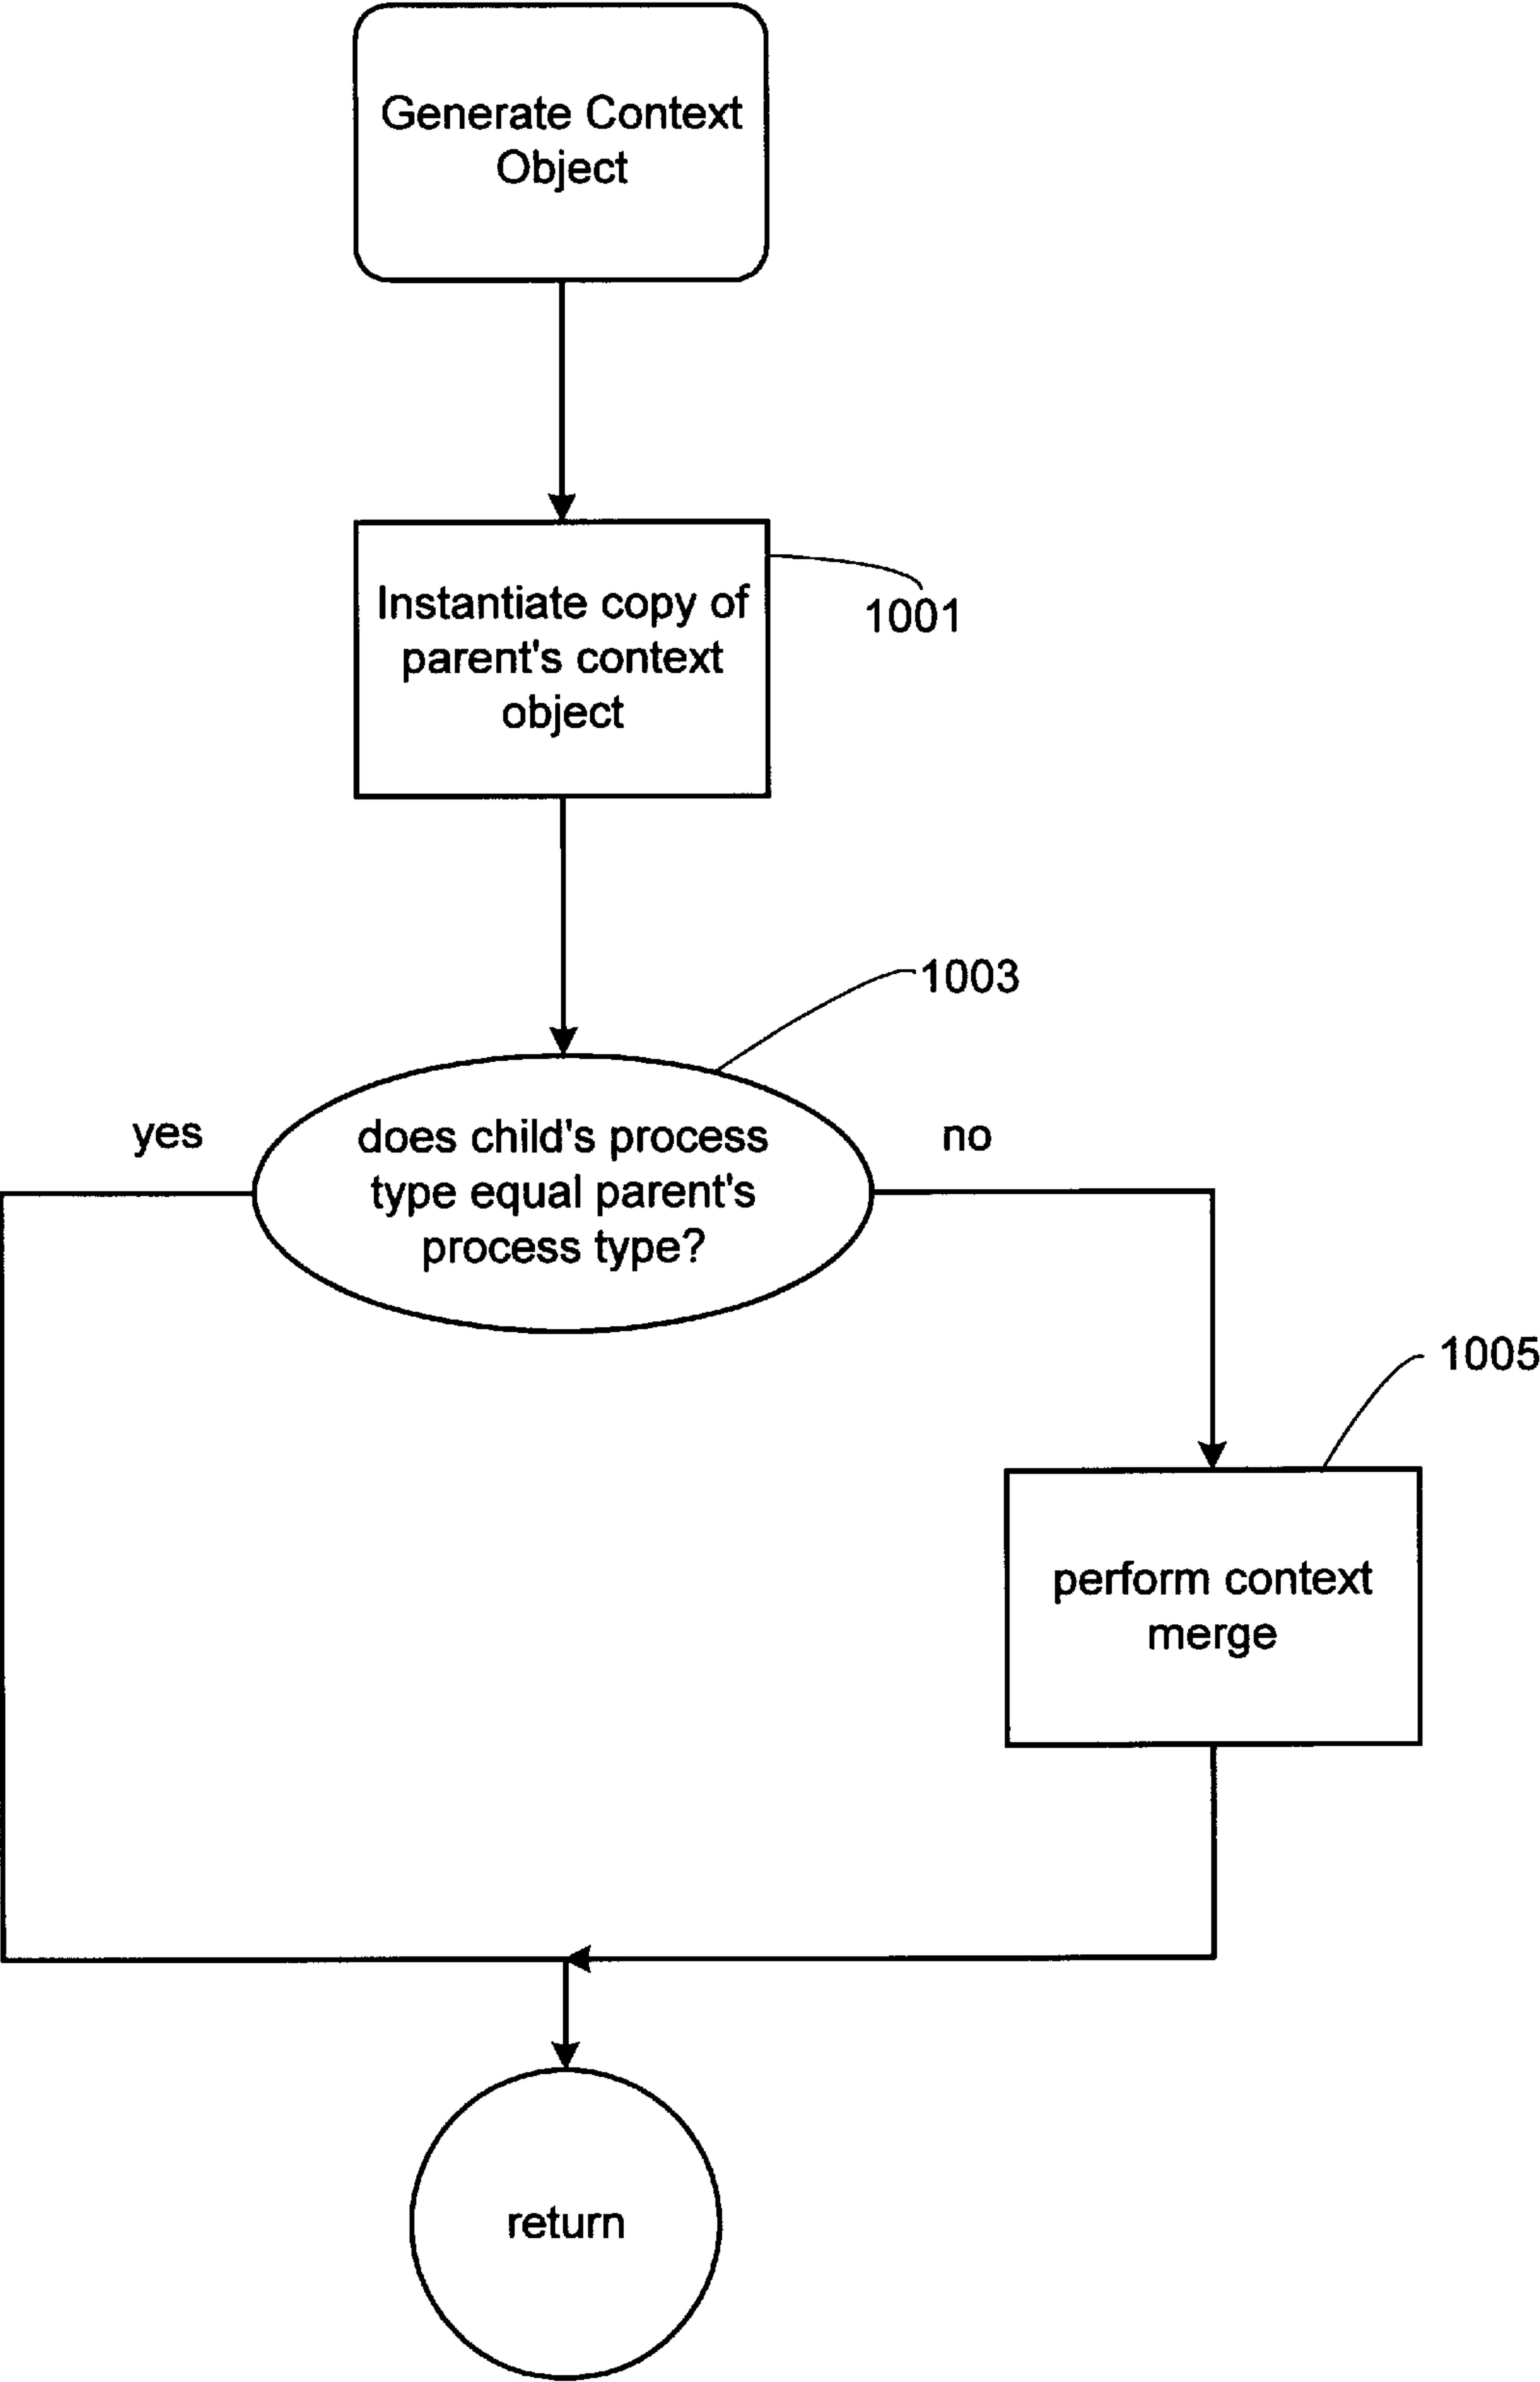 Generate Context
Object
Instantiate copy of
parent's context
object
1001
1003
yes
does child's process
type equal parent's
process type?
no
1005
perform context
merge
return